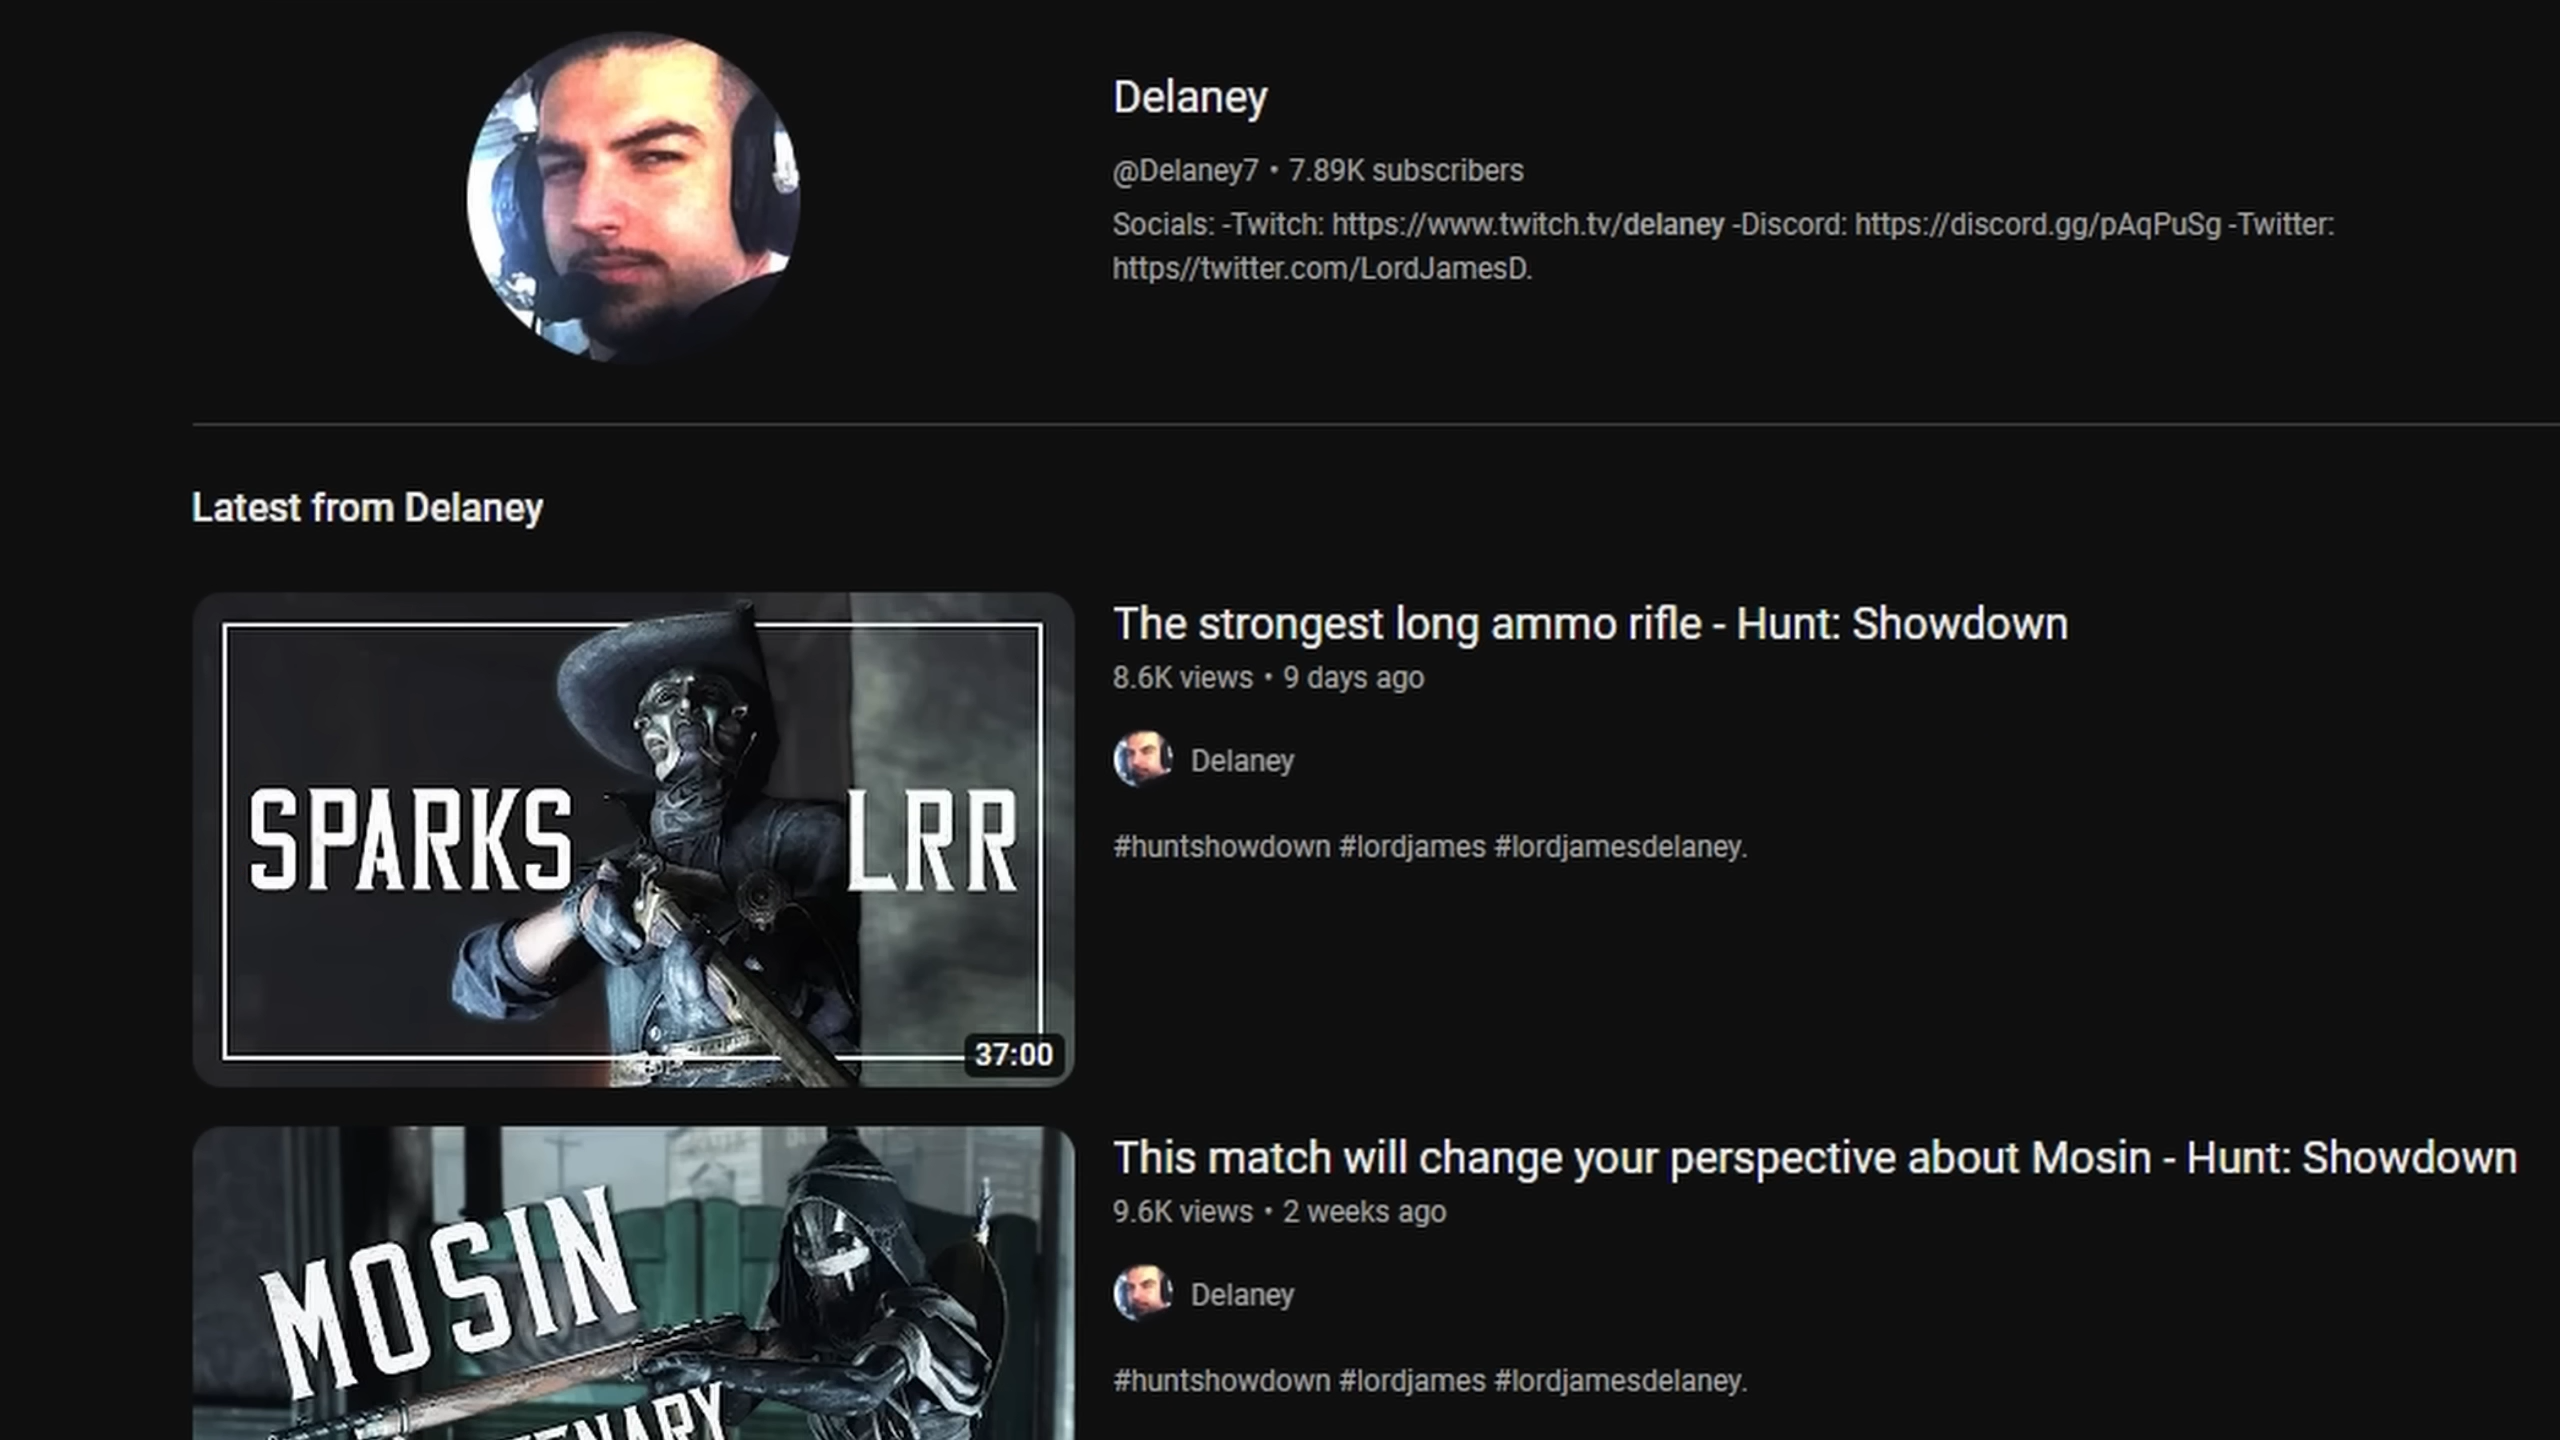 Delaney
@Delaney7 • 7.89K subscribers
Socials: -Twitch: https://www.twitch.tv/delaney -Discord: https://discord.gg/pAqPuSg -Twitter:
https//twitter.com/LordJamesD.
Latest from Delaney
SPARKS LRR
37:00
The strongest long ammo rifle - Hunt: Showdown
8.6K views • 9 days ago
Delaney
#huntshowdown #lordjames #lordjamesdelaney.
MOSIN
This match will change your perspective about Mosin - Hunt: Showdown
9.6K views • 2 weeks ago
Delaney
#huntshowdown #lordjames #lordjamesdelaney.